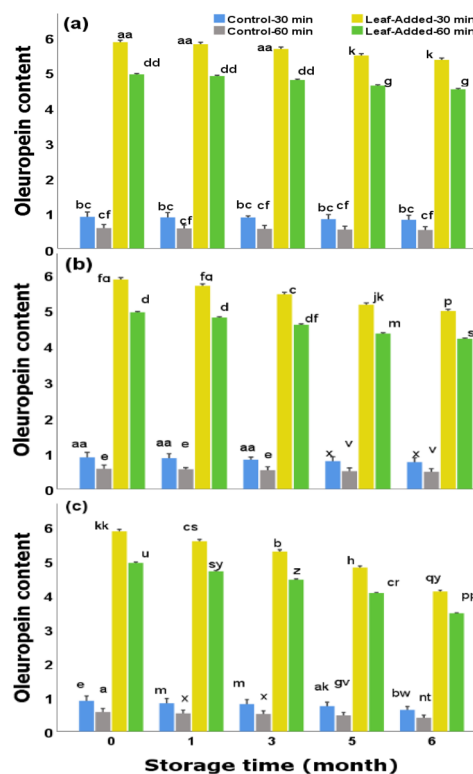 (a)
Control-30 min Leaf-Added-30 min
Control-60 min Leaf-Added-60 min
Oleuropein content
6
5
4
3
2
1
0
aa dd aa dd aa dd k g k g
bc cf bc cf bc cf bc cf bc cf
(b)
Oleuropein content
6
5
4
3
2
1
0
fg d fg d c df jk m p s
aa e aa e aa e x v x v
(c)
Oleuropein content
6
5
4
3
2
1
0
kk u cs sy b z h cr qy pp
e a m x m x ak gv bw nt
0 1 3 5 6
Storage time (month)